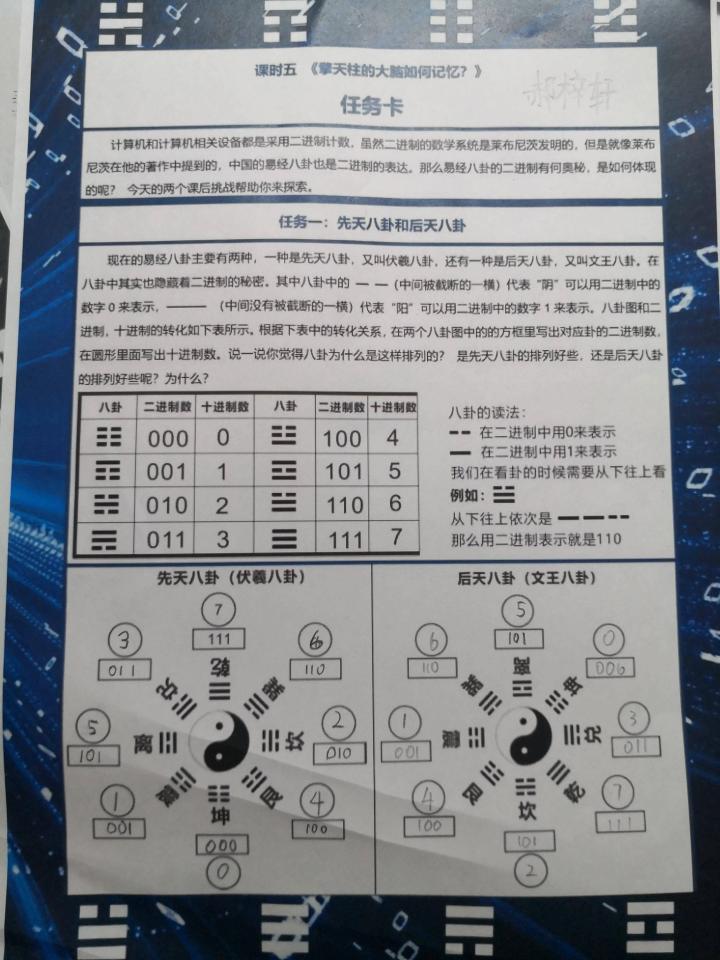 课时五 《擎天柱的大脑如何记忆？》
郝梓轩
任务卡
计算机和计算机相关设备都是采用二进制计数，虽然二进制的数学系统是莱布尼茨发明的，但是就像莱布
尼茨在他的著作中提到的，中国的易经八卦也是二进制的表达。那么易经八卦的二进制有何奥秘，是如何体现
的呢？ 今天的两个课后挑战帮助你来探索。
任务一：先天八卦和后天八卦
现在的易经八卦主要有两种，一种是先天八卦，又叫伏羲八卦，还有一种是后天八卦，又叫文王八卦。在
八卦中其实也隐藏着二进制的秘密。其中八卦中的 — —（中间被截断的一横）代表“阴”可以用二进制中的
数字0来表示，——— （中间没有被截断的一横）代表“阳”可以用二进制中的数字1来表示。八卦图和二
进制，十进制的转化如下表所示。根据下表中的转化关系，在两个八卦图中的的方框里写出对应卦的二进制数，
在圆形里面写出十进制数。说一说你觉得八卦为什么是这样排列的？ 是先天八卦的排列好些，还是后天八卦
的排列好些呢？为什么？
八卦 二进制数 十进制数 八卦 二进制数 十进制数
☷ 000 0 ☳ 100 4
☶ 001 1 ☲ 101 5
☵ 010 2 ☱ 110 6
☴ 011 3 ☰ 111 7
八卦的读法：
-- 在二进制中用0来表示
— 在二进制中用1来表示
我们在看卦的时候需要从下往上看
例如：☱
从下往上依次是 — — --
那么用二进制表示就是110
先天八卦（伏羲八卦）
7
111
3
011
6
110
乾
兑
巽
5
101
离
坎
2
010
震
艮
坤
1
001
4
100
000
0
后天八卦（文王八卦）
5
101
6
110
0
000
离
巽
坤
1
001
震
兑
3
011
艮
乾
坎
4
100
7
111
101
2